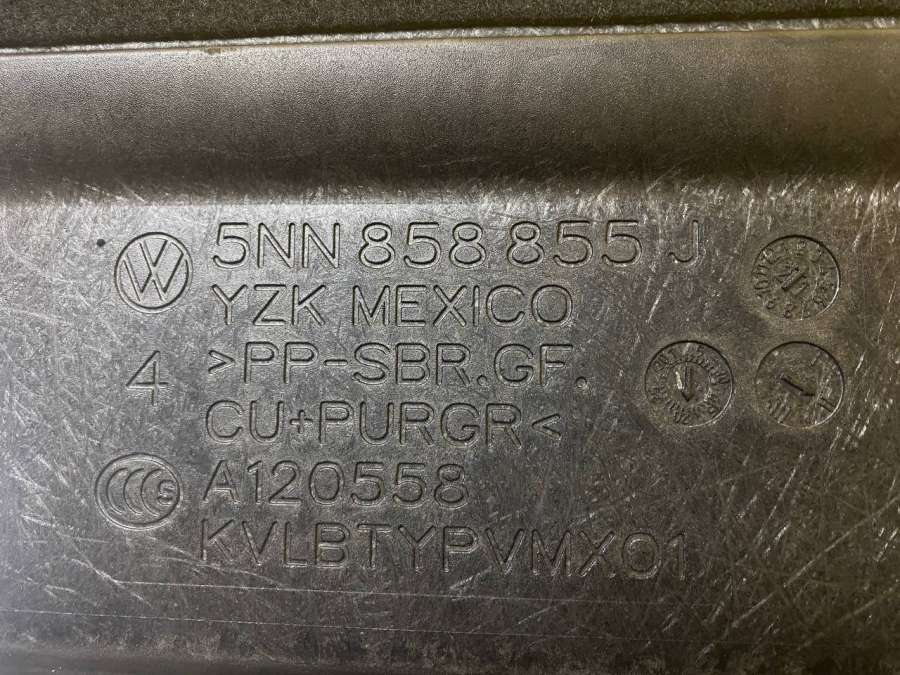 5NN 858 855 J
YZK MEXICO
4
>PP-SBR.GF.
CU+PURGR<
A120558
KVLBTYPVMX01